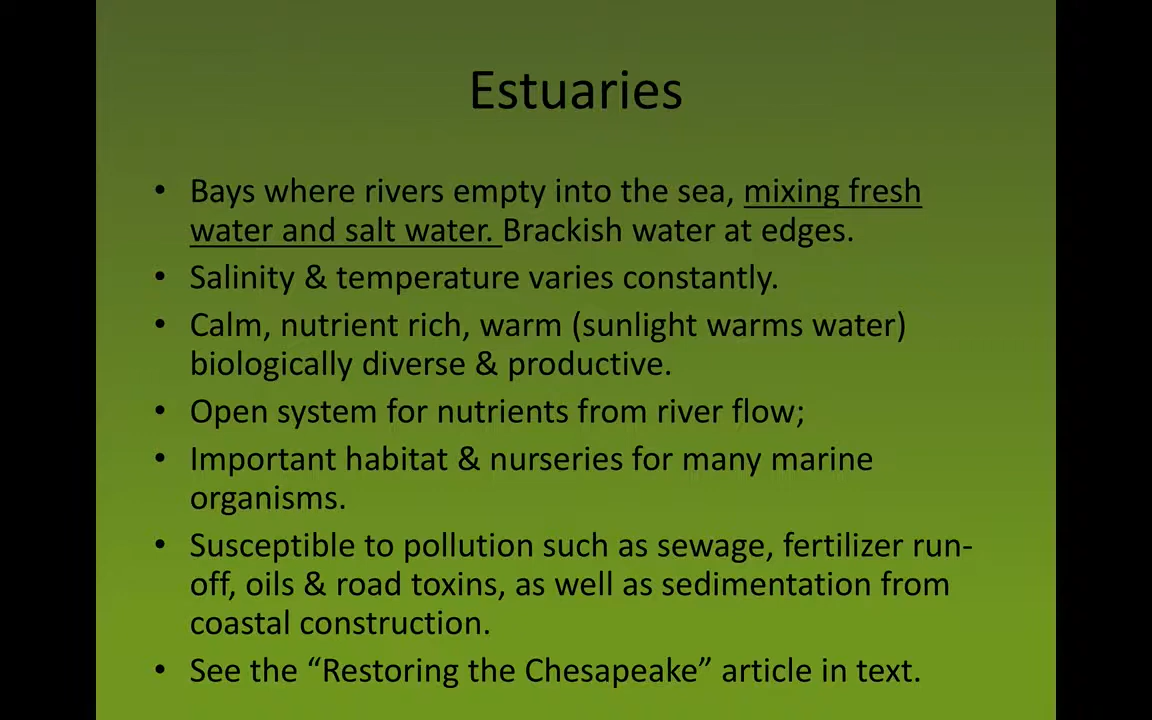 Estuaries
• Bays where rivers empty into the sea, mixing fresh
water and salt water. Brackish water at edges.
• Salinity & temperature varies constantly.
• Calm, nutrient rich, warm (sunlight warms water)
biologically diverse & productive.
• Open system for nutrients from river flow;
• Important habitat & nurseries for many marine
organisms.
• Susceptible to pollution such as sewage, fertilizer run-
off, oils & road toxins, as well as sedimentation from
coastal construction.
• See the “Restoring the Chesapeake” article in text.